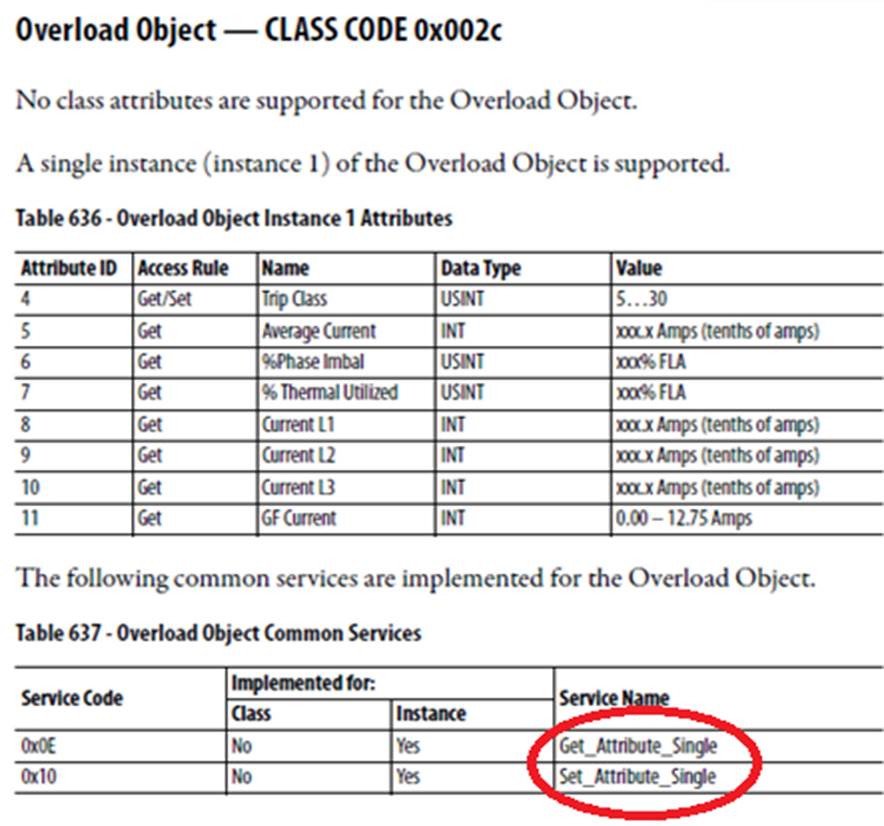 Overload Object — CLASS CODE 0x002c
No class attributes are supported for the Overload Object.
A single instance (instance 1) of the Overload Object is supported.
Table 636 - Overload Object Instance 1 Attributes
Attribute ID Access Rule Name Data Type Value
4 Get/Set Trip Class USINT 5…30
5 Get Average Current INT xxx.x Amps (tenths of amps)
6 Get %Phase Imbal USINT xxx% FLA
7 Get % Thermal Utilized USINT xxx% FLA
8 Get Current L1 INT xxx.x Amps (tenths of amps)
9 Get Current L2 INT xxx.x Amps (tenths of amps)
10 Get Current L3 INT xxx.x Amps (tenths of amps)
11 Get GF Current INT 0.00 – 12.75 Amps
The following common services are implemented for the Overload Object.
Table 637 - Overload Object Common Services
Service Code Implemented for: Service Name
Class Instance
0x0E No Yes Get_Attribute_Single
0x10 No Yes Set_Attribute_Single